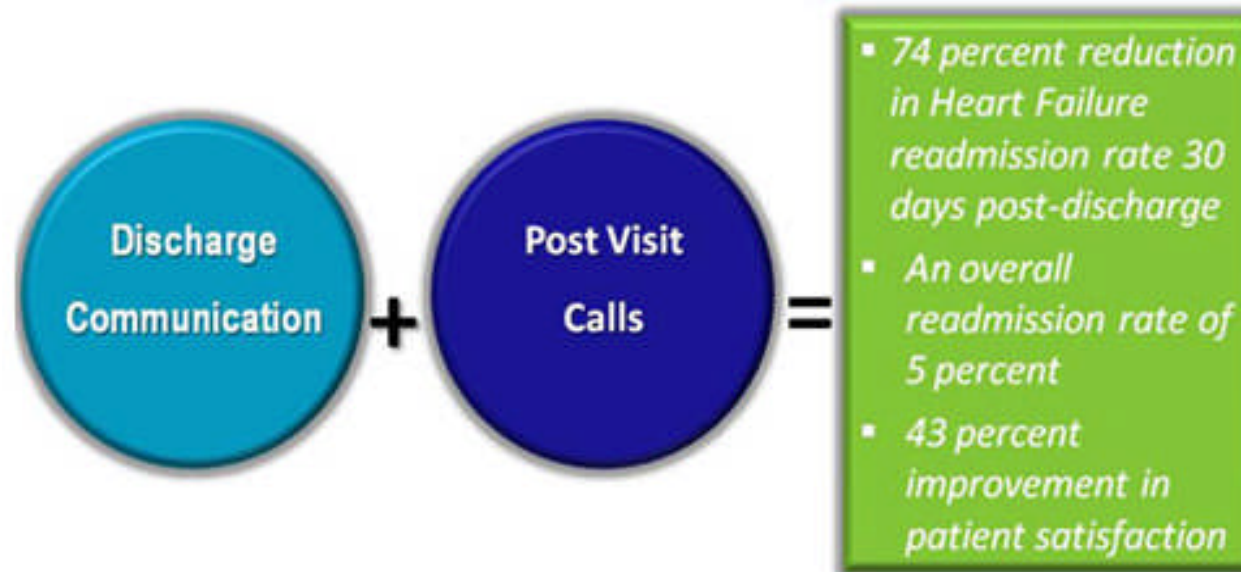 Discharge
Communication
+
Post Visit
Calls
=
▪ 74 percent reduction
in Heart Failure
readmission rate 30
days post-discharge
▪ An overall
readmission rate of
5 percent
▪ 43 percent
improvement in
patient satisfaction